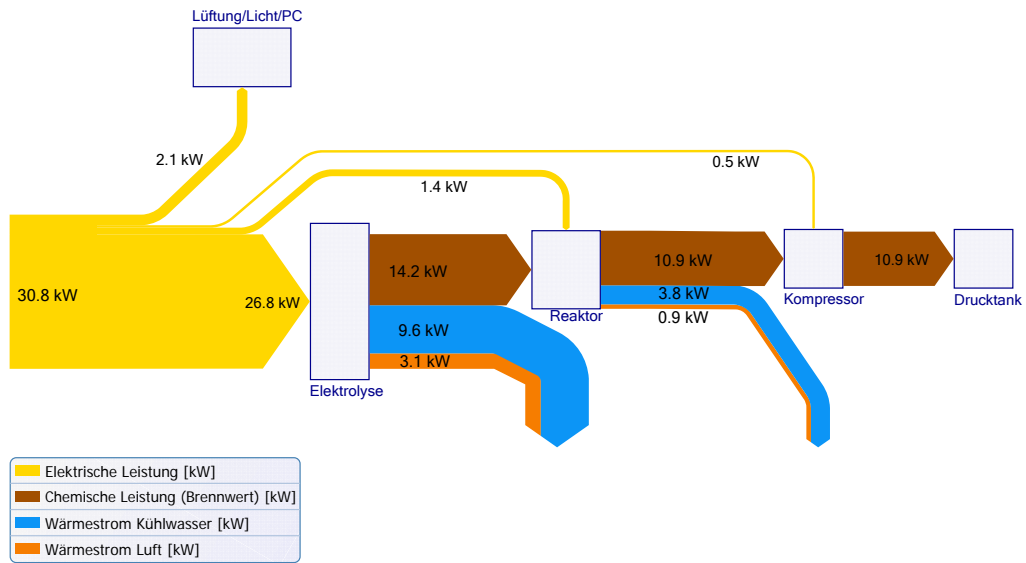 Lüftung/Licht/PC
2.1 kW
0.5 kW
1.4 kW
30.8 kW
26.8 kW
14.2 kW
10.9 kW
10.9 kW
9.6 kW
3.8 kW
3.1 kW
0.9 kW
Elektrolyse
Reaktor
Kompressor
Drucktank
Elektrische Leistung [kW]
Chemische Leistung (Brennwert) [kW]
Wärmestrom Kühlwasser [kW]
Wärmestrom Luft [kW]